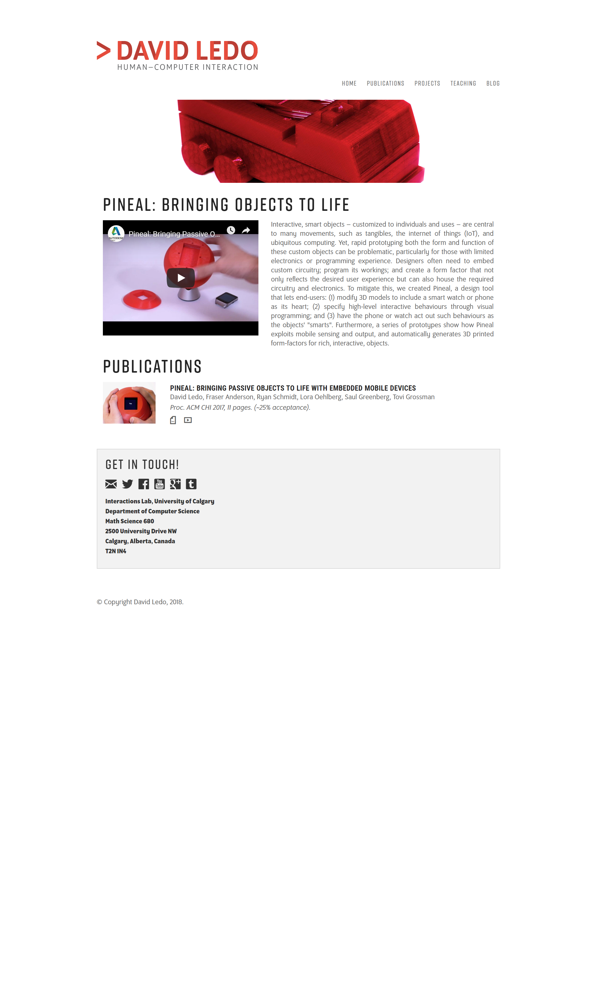 > DAVID LEDO
HUMAN–COMPUTER INTERACTION
HOME PUBLICATIONS PROJECTS TEACHING BLOG
PINEAL: BRINGING OBJECTS TO LIFE
AUTODESK
Pineal: Bringing Passive O...
Interactive, smart objects – customized to individuals and uses – are central
to many movements, such as tangibles, the internet of things (IoT), and
ubiquitous computing. Yet, rapid prototyping both the form and function of
these custom objects can be problematic, particularly for those with limited
electronics or programming experience. Designers often need to embed
custom circuitry; program its workings; and create a form factor that not
only reflects the desired user experience but can also house the required
circuitry and electronics. To mitigate this, we created Pineal, a design tool
that lets end-users: (1) modify 3D models to include a smart watch or phone
as its heart; (2) specify high-level interactive behaviours through visual
programming; and (3) have the phone or watch act out such behaviours as
the objects' "smarts". Furthermore, a series of prototypes show how Pineal
exploits mobile sensing and output, and automatically generates 3D printed
form-factors for rich, interactive, objects.
PUBLICATIONS
Yes
PINEAL: BRINGING PASSIVE OBJECTS TO LIFE WITH EMBEDDED MOBILE DEVICES
David Ledo, Fraser Anderson, Ryan Schmidt, Lora Oehlberg, Saul Greenberg, Tovi Grossman
Proc. ACM CHI 2017, 11 pages. (~25% acceptance).
GET IN TOUCH!
You
Tube
Interactions Lab, University of Calgary
Department of Computer Science
Math Science 680
2500 University Drive NW
Calgary, Alberta, Canada
T2N 1N4
© Copyright David Ledo, 2018.